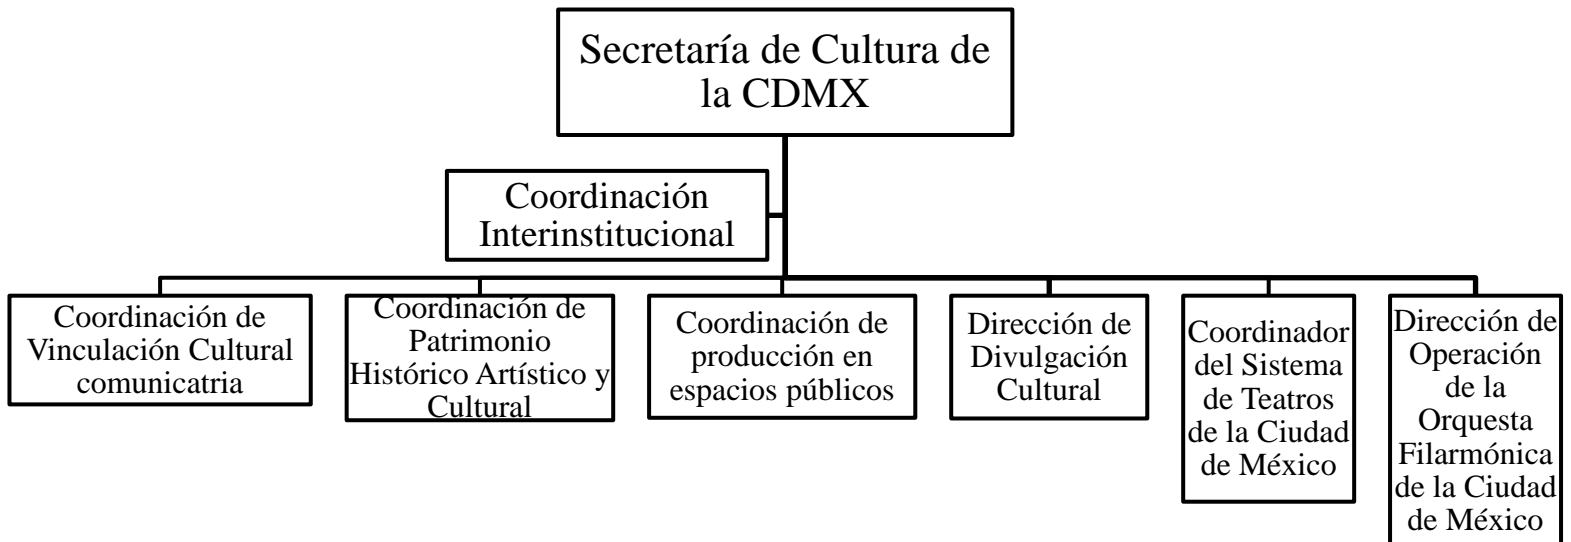 Secretaría de Cultura de
la CDMX
Coordinación
Interinstitucional
Coordinación de
Vinculación Cultural
comunicatria
Coordinación de
Patrimonio
Histórico Artístico y
Cultural
Coordinación de
producción en
espacios públicos
Dirección de
Divulgación
Cultural
Coordinador
del Sistema
de Teatros
de la Ciudad
de México
Dirección de
Operación
de la
Orquesta
Filarmónica
de la Ciudad
de México